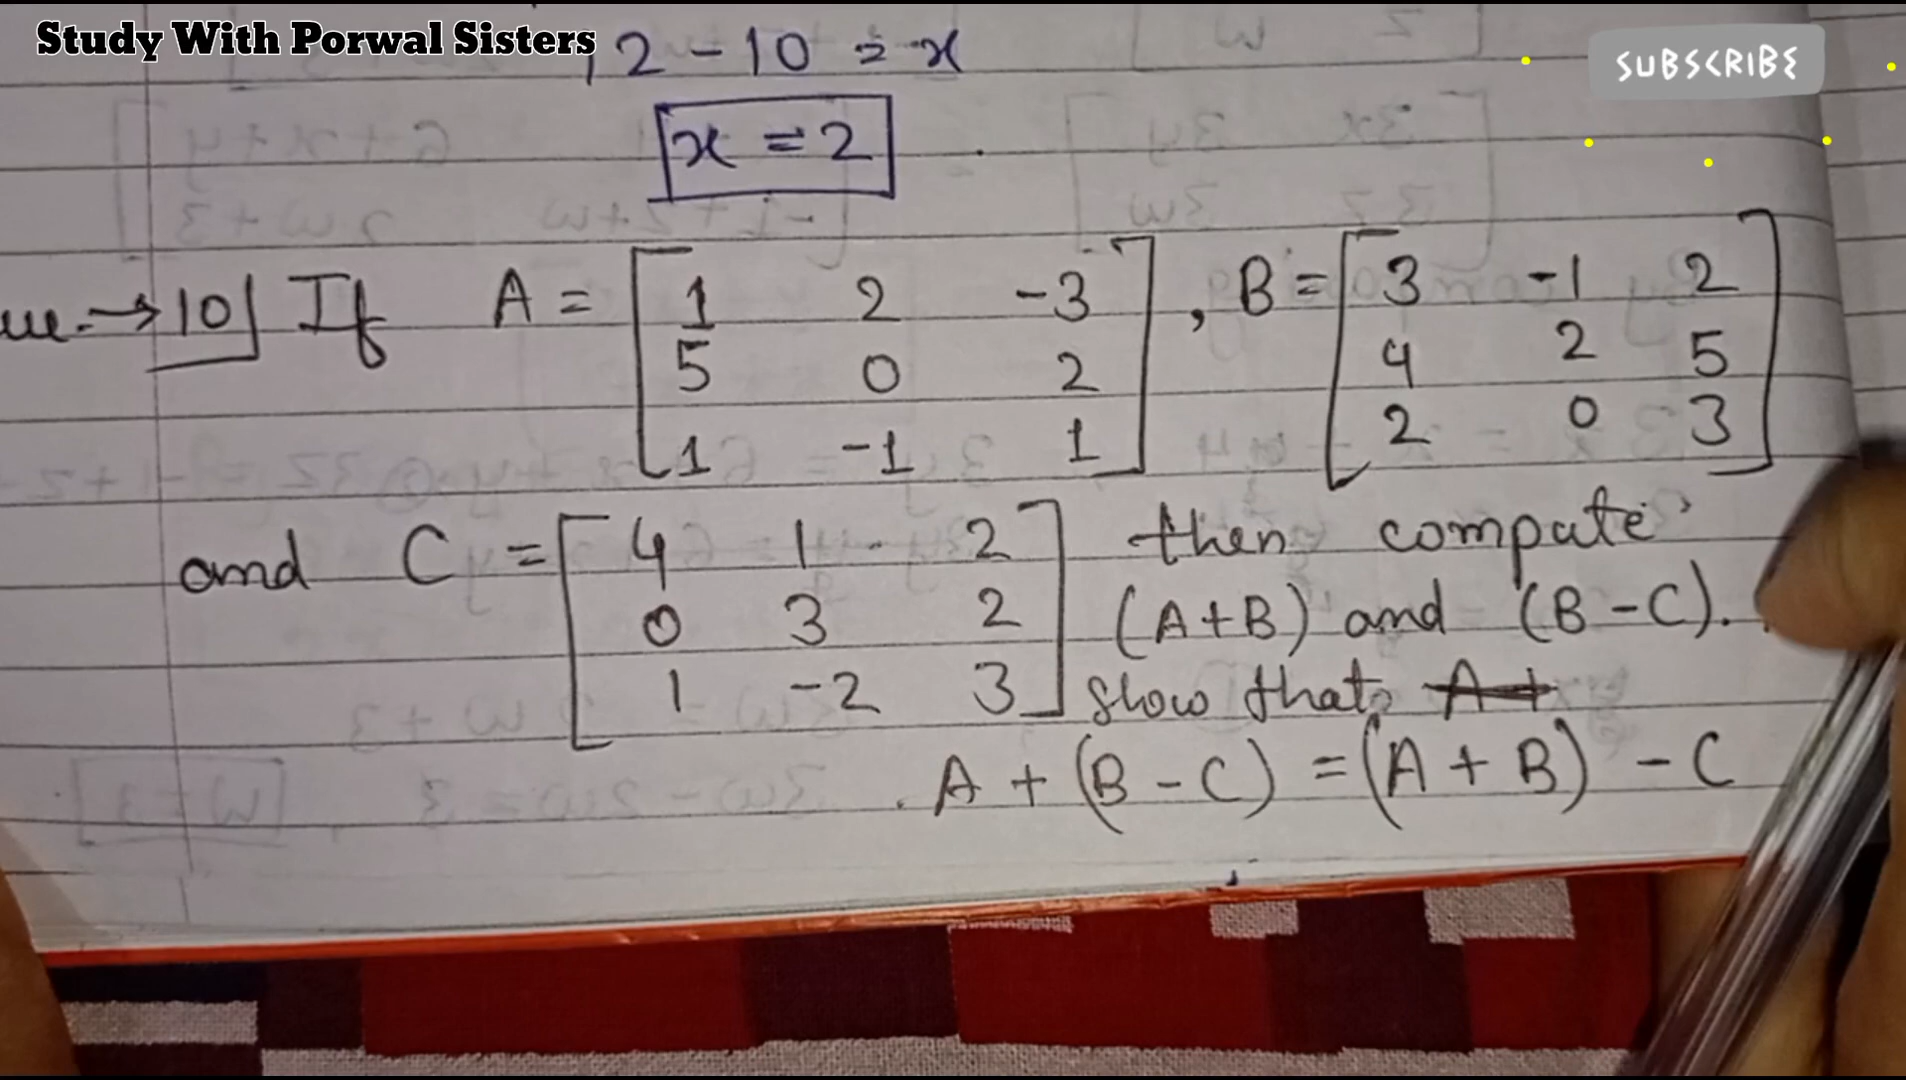 Study With Porwal Sisters
12 - 10 = x
SUBSCRIBE
x = 2
10] If A = [1 2 -3 , B = [3 -1 2
5 0 2 4 2 5
1 -1 1] 2 0 3]
and C = [4 1 2 then compute
0 3 2 (A+B) and (B-C).
1 -2 3] show that
A + (B - C) = (A + B) - C